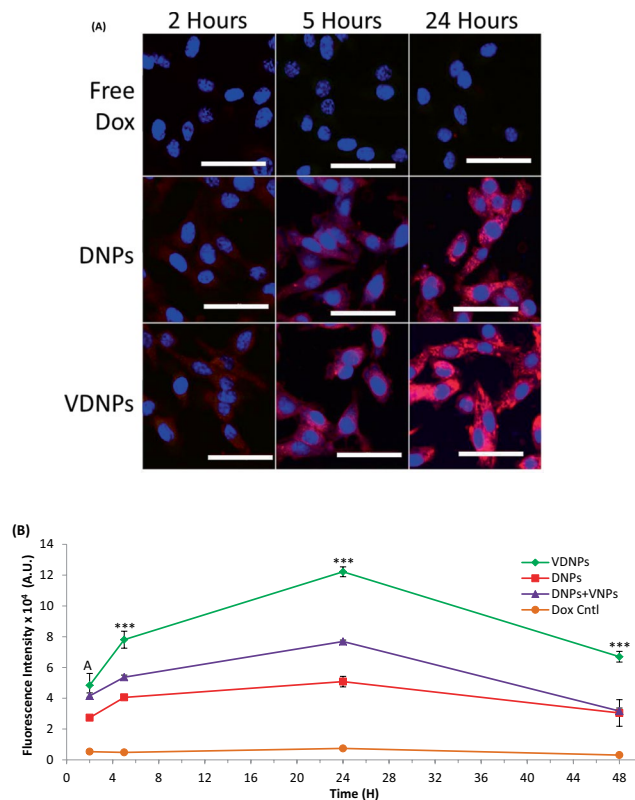 (A)
2 Hours 5 Hours 24 Hours
Free
Dox
DNPs
VDNPs
(B)
Fluorescence Intensity x 10⁴ (A.U.)
14
12
10
8
6
4
2
0
A
***
***
***
VDNPs
DNPs
DNPs+VNPs
Dox Cntl
0 4 8 12 16 20 24 28 32 36 40 44 48
Time (H)